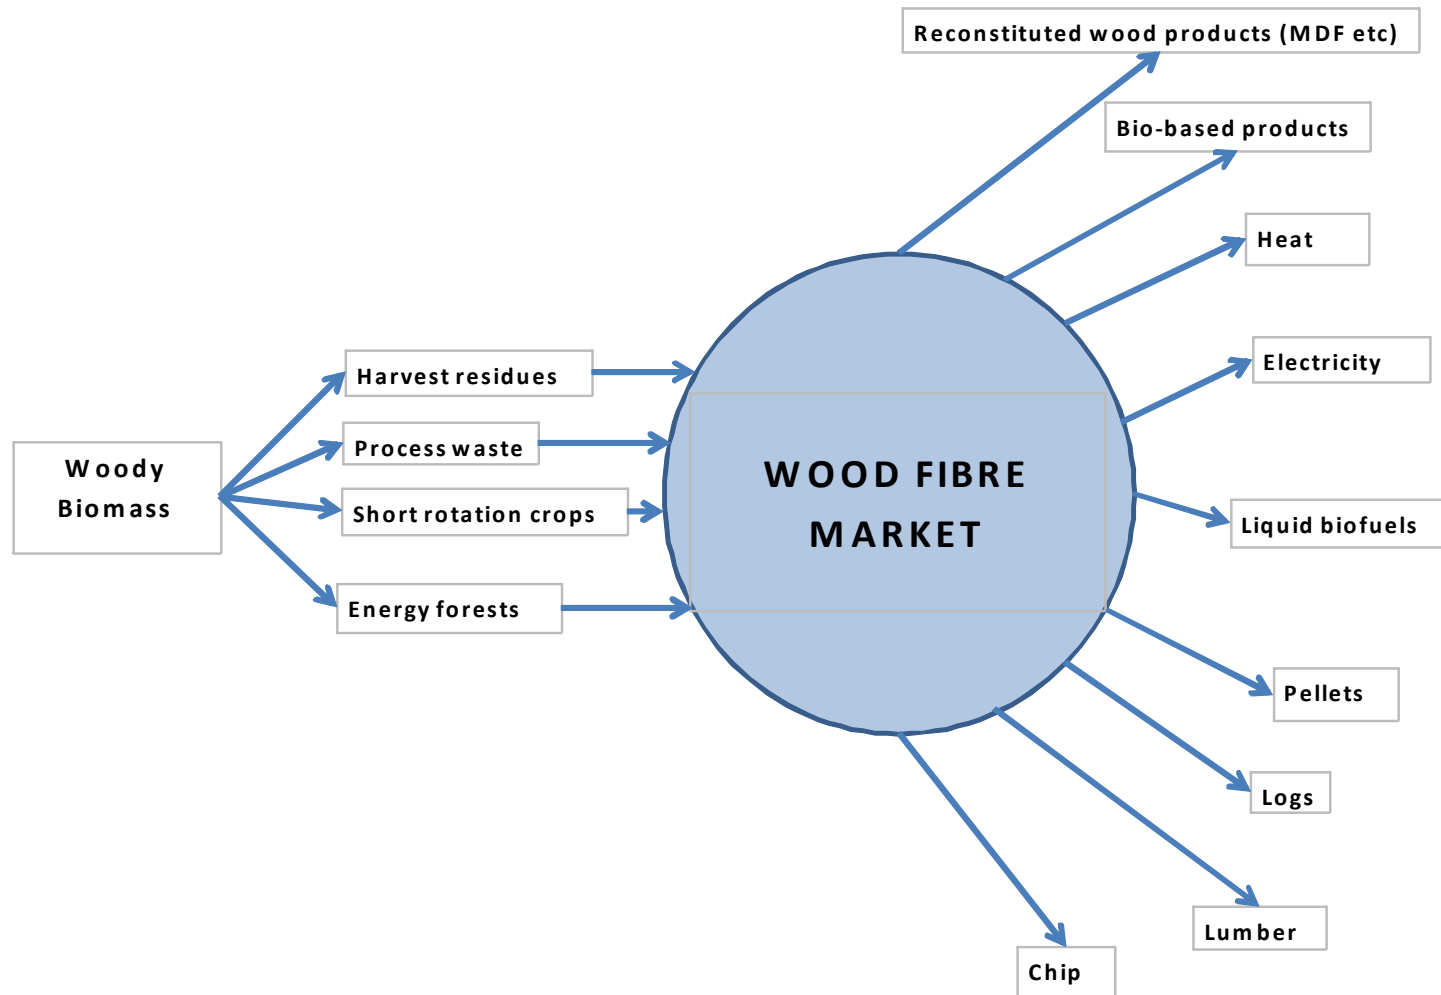 Reconstituted wood products (MDF etc)
Bio-based products
Heat
Electricity
Harvest residues
Process waste
Woody
Biomass
Short rotation crops
Energy forests
WOOD FIBRE
MARKET
Liquid biofuels
Pellets
Logs
Lumber
Chip